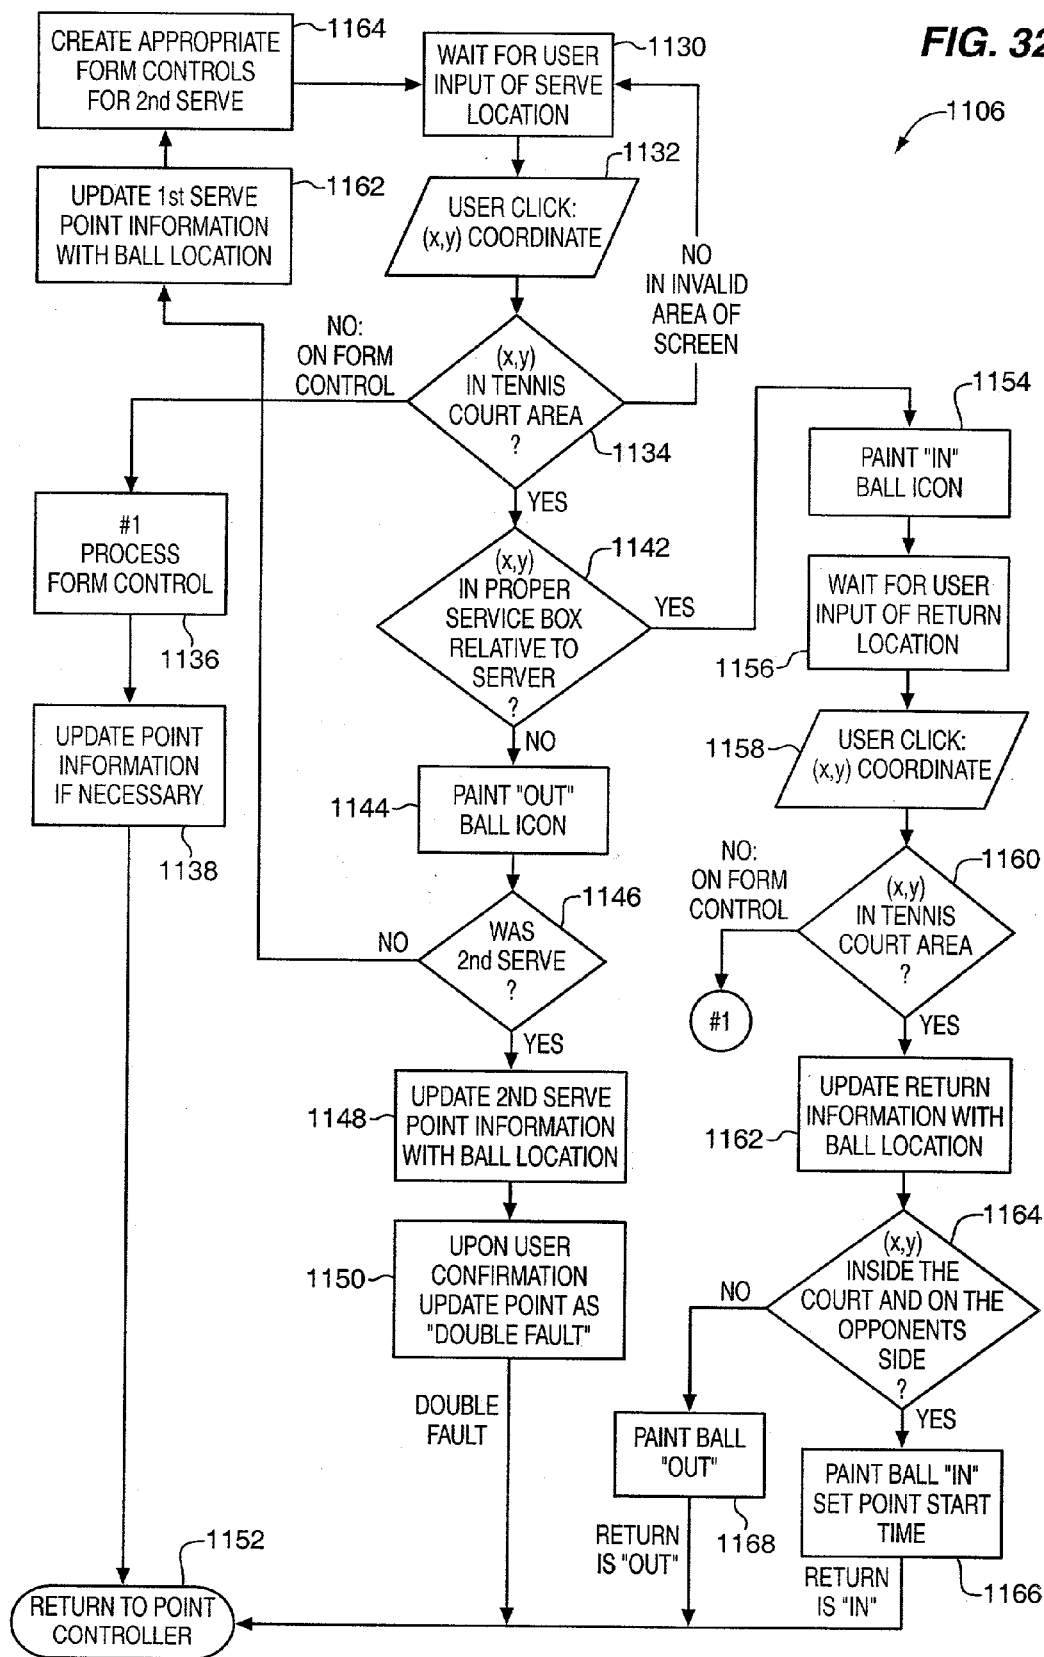 FIG. 32
1106
1164
CREATE APPROPRIATE
FORM CONTROLS
FOR 2nd SERVE
1130
WAIT FOR USER
INPUT OF SERVE
LOCATION
1162
UPDATE 1st SERVE
POINT INFORMATION
WITH BALL LOCATION
1132
USER CLICK:
(x,y) COORDINATE
NO
IN INVALID
AREA OF
SCREEN
NO:
ON FORM
CONTROL
(x,y)
IN TENNIS
COURT AREA
?
1134
YES
1154
PAINT "IN"
BALL ICON
#1
PROCESS
FORM CONTROL
1136
1142
(x,y)
IN PROPER
SERVICE BOX
RELATIVE TO
SERVER
?
YES
NO
WAIT FOR USER
INPUT OF RETURN
LOCATION
1156
UPDATE POINT
INFORMATION
IF NECESSARY
1138
1144
PAINT "OUT"
BALL ICON
1158
USER CLICK:
(x,y) COORDINATE
1146
WAS
2nd SERVE
?
NO
YES
NO:
ON FORM
CONTROL
1160
(x,y)
IN TENNIS
COURT AREA
?
#1
YES
1148
UPDATE 2ND SERVE
POINT INFORMATION
WITH BALL LOCATION
UPDATE RETURN
INFORMATION WITH
BALL LOCATION
1162
1150
UPON USER
CONFIRMATION
UPDATE POINT AS
"DOUBLE FAULT"
1164
(x,y)
INSIDE THE
COURT AND ON THE
OPPONENTS
SIDE
?
NO
YES
DOUBLE
FAULT
PAINT BALL
"OUT"
1168
PAINT BALL "IN"
SET POINT START
TIME
1166
RETURN
IS "OUT"
RETURN
IS "IN"
1152
RETURN TO POINT
CONTROLLER